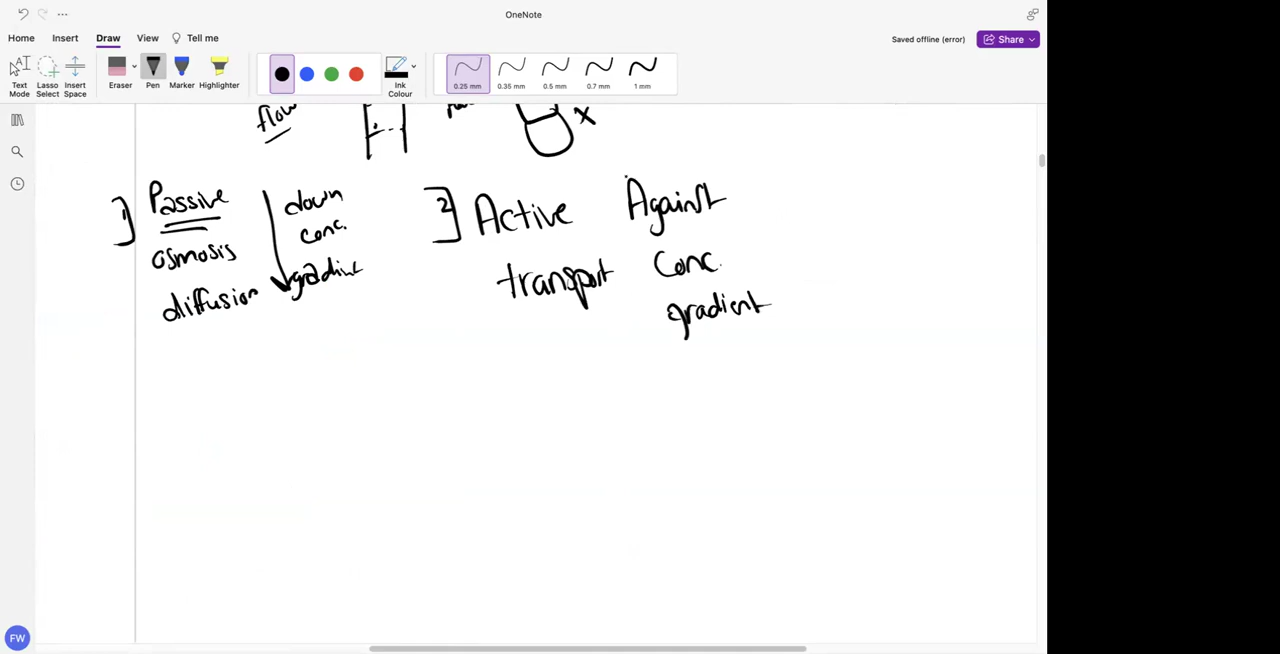 OneNote
Home Insert Draw View Tell me
Saved offline (error)
Share
Text Mode
Lasso Select
Insert Space
Eraser
Pen
Marker
Highlighter
Ink Colour
0.25 mm
0.35 mm
0.5 mm
0.7 mm
1 mm
flow
X
1] Passive
osmosis
diffusion
down
conc.
gradient
2] Active
transport
Against
Conc.
gradient
FW